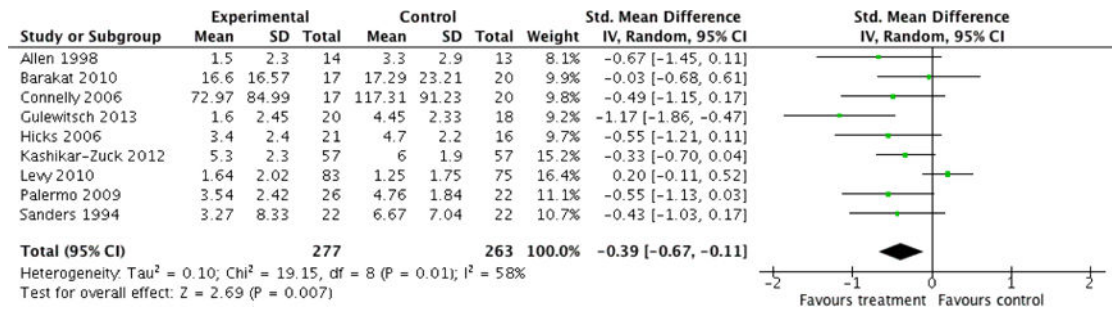 Experimental Control Std. Mean Difference Std. Mean Difference
Study or Subgroup Mean SD Total Mean SD Total Weight IV, Random, 95% CI IV, Random, 95% CI
Allen 1998 1.5 2.3 14 3.3 2.9 13 8.1% -0.67 [-1.45, 0.11]
Barakat 2010 16.6 16.57 17 17.29 23.21 20 9.9% -0.03 [-0.68, 0.61]
Connelly 2006 72.97 84.99 17 117.31 91.23 20 9.8% -0.49 [-1.15, 0.17]
Gulewitsch 2013 1.6 2.45 20 4.45 2.33 18 9.2% -1.17 [-1.86, -0.47]
Hicks 2006 3.4 2.4 21 4.7 2.2 16 9.7% -0.55 [-1.21, 0.11]
Kashikar-Zuck 2012 5.3 2.3 57 6 1.9 57 15.2% -0.33 [-0.70, 0.04]
Levy 2010 1.64 2.02 83 1.25 1.75 75 16.4% 0.20 [-0.11, 0.52]
Palermo 2009 3.54 2.42 26 4.76 1.84 22 11.1% -0.55 [-1.13, 0.03]
Sanders 1994 3.27 8.33 22 6.67 7.04 22 10.7% -0.43 [-1.03, 0.17]
Total (95% CI) 277 263 100.0% -0.39 [-0.67, -0.11]
Heterogeneity: Tau² = 0.10; Chi² = 19.15, df = 8 (P = 0.01); I² = 58%
Test for overall effect: Z = 2.69 (P = 0.007)
-2 -1 0 1 2
Favours treatment Favours control